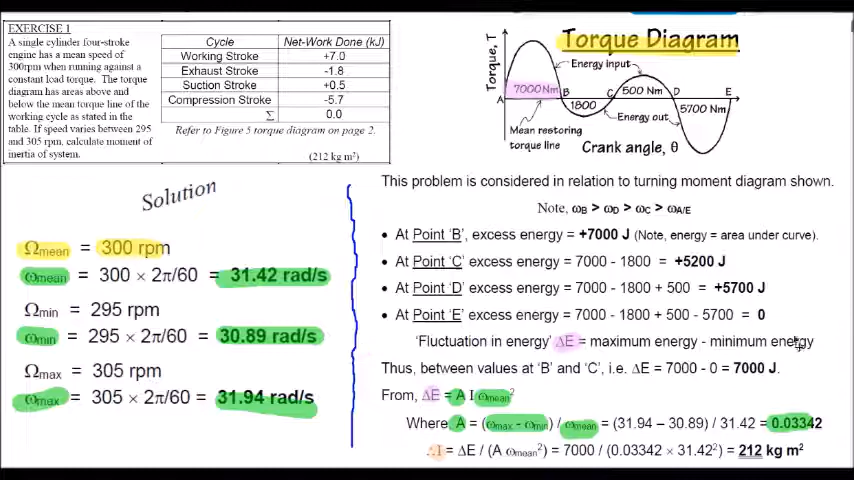 EXERCISE 1
A single cylinder four-stroke
engine has a mean speed of
300rpm when running against a
constant load torque. The torque
diagram has areas above and
below the mean torque line of the
working cycle as stated in the
table. If speed varies between 295
and 305 rpm, calculate moment of
inertia of system.
Cycle Net-Work Done (kJ)
Working Stroke +7.0
Exhaust Stroke -1.8
Suction Stroke +0.5
Compression Stroke -5.7
Σ 0.0
Refer to Figure 5 torque diagram on page 2.
(212 kg m²)
Torque Diagram
Torque, T
Energy input
7000 Nm
A B C D E
1800
500 Nm
5700 Nm
Energy out
Mean restoring
torque line
Crank angle, θ
Solution
Ωmean = 300 rpm
ωmean = 300 × 2π/60 = 31.42 rad/s
Ωmin = 295 rpm
ωmin = 295 × 2π/60 = 30.89 rad/s
Ωmax = 305 rpm
ωmax = 305 × 2π/60 = 31.94 rad/s
This problem is considered in relation to turning moment diagram shown.
Note, ωB > ωD > ωC > ωA/E
• At Point ‘B’, excess energy = +7000 J (Note, energy = area under curve).
• At Point ‘C’ excess energy = 7000 - 1800 = +5200 J
• At Point ‘D’ excess energy = 7000 - 1800 + 500 = +5700 J
• At Point ‘E’ excess energy = 7000 - 1800 + 500 - 5700 = 0
‘Fluctuation in energy’ ΔE = maximum energy - minimum energy
Thus, between values at ‘B’ and ‘C’, i.e. ΔE = 7000 - 0 = 7000 J.
From, ΔE = A I ωmean²
Where, A = (ωmax - ωmin) / ωmean = (31.94 – 30.89) / 31.42 = 0.03342
∴I = ΔE / (A ωmean²) = 7000 / (0.03342 × 31.42²) = 212 kg m²